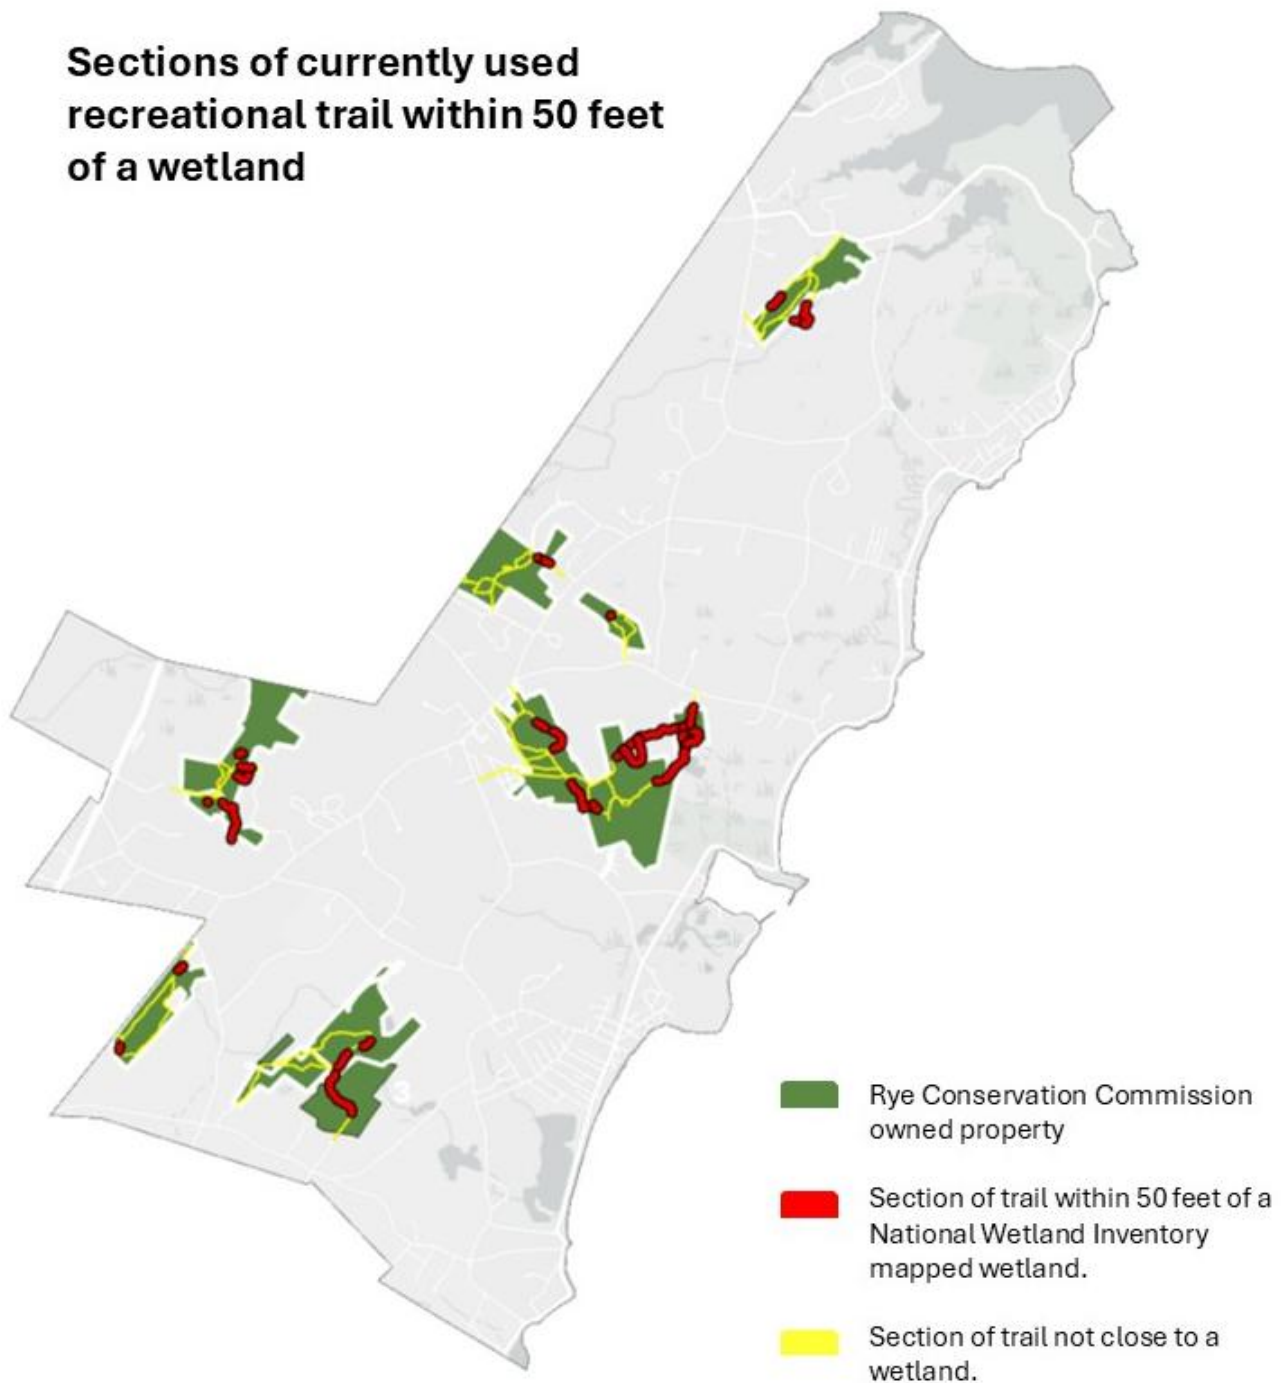 Sections of currently used
recreational trail within 50 feet
of a wetland
Rye Conservation Commission
owned property
Section of trail within 50 feet of a
National Wetland Inventory
mapped wetland.
Section of trail not close to a
wetland.